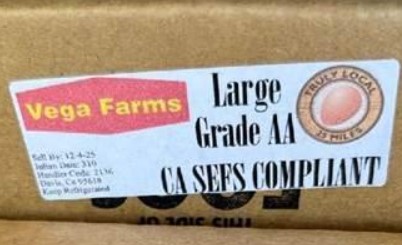 Vega Farms
Large
Grade AA
TRULY LOCAL
25 MILES
Sell By: 12-4-25
Julian Date: 310
Handler Code: 2136
Davis, CA 95618
Keep Refrigerated
CA SEFS COMPLIANT
THIS SIDE UP